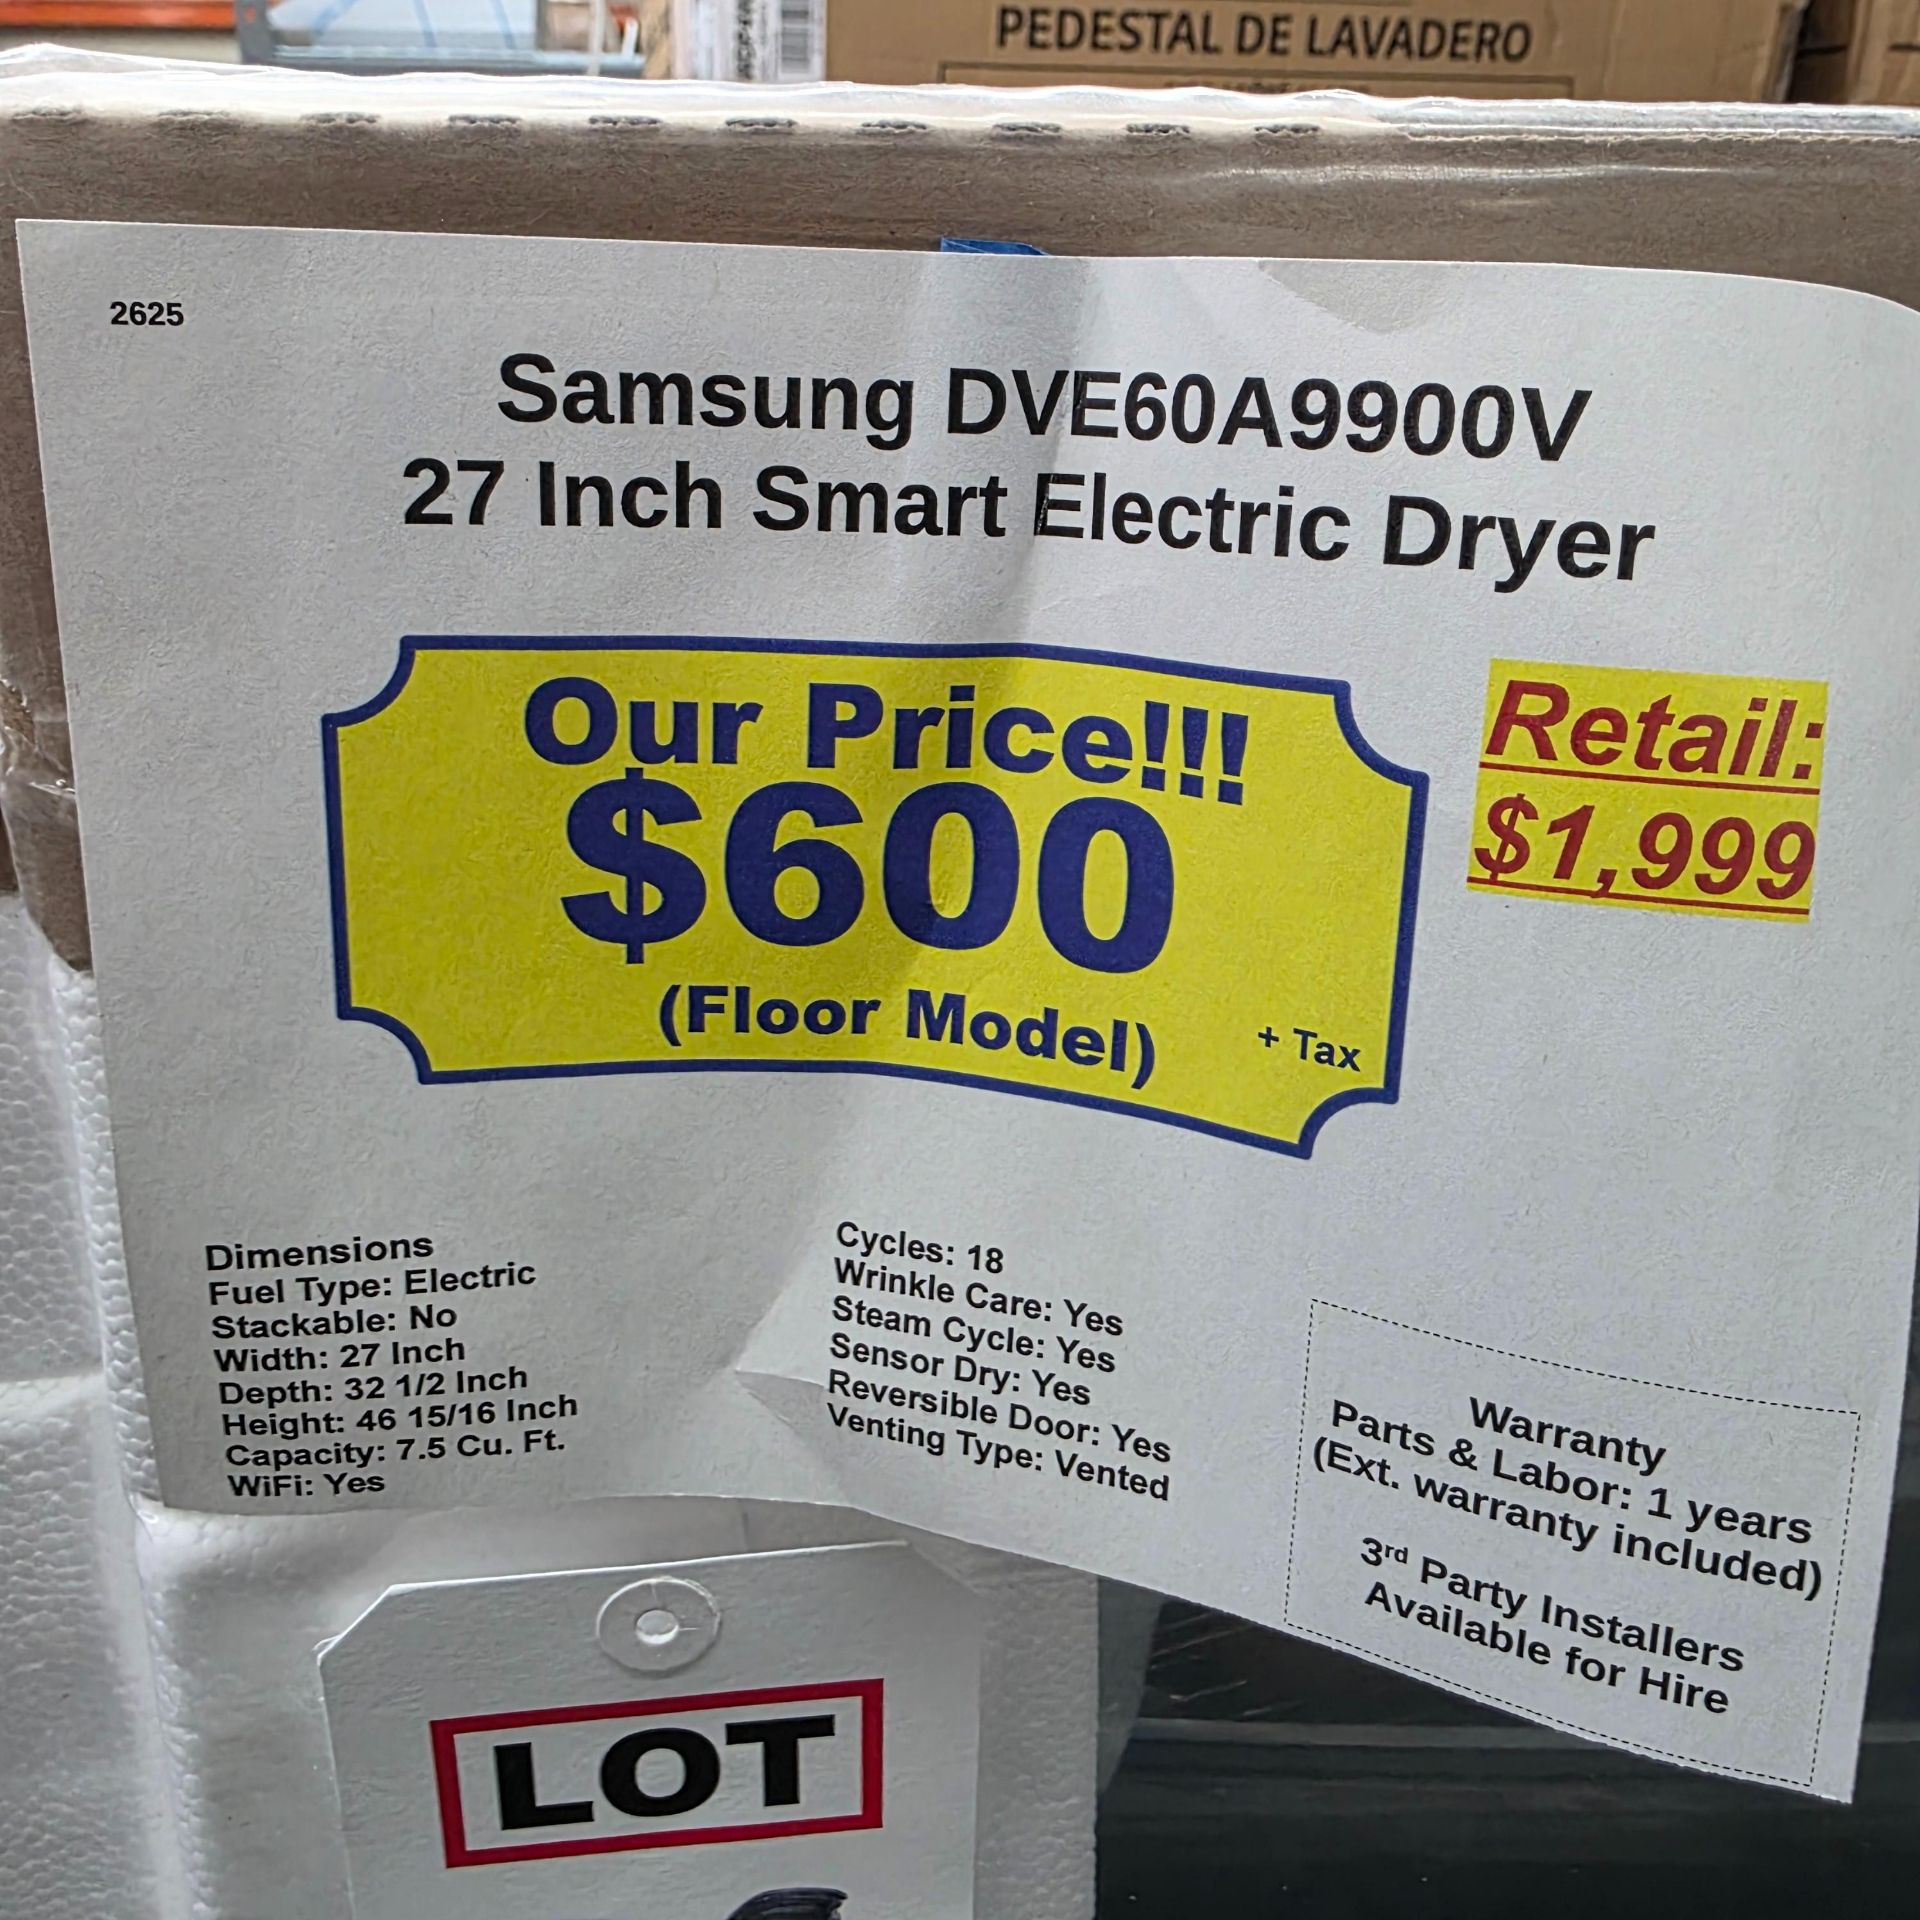 PEDESTAL DE LAVADERO
2625
Samsung DVE60A9900V
27 Inch Smart Electric Dryer
Our Price!!!
$600
(Floor Model)
+ Tax
Retail:
$1,999
Dimensions
Fuel Type: Electric
Stackable: No
Width: 27 Inch
Depth: 32 1/2 Inch
Height: 46 15/16 Inch
Capacity: 7.5 Cu. Ft.
WiFi: Yes
Cycles: 18
Wrinkle Care: Yes
Steam Cycle: Yes
Sensor Dry: Yes
Reversible Door: Yes
Venting Type: Vented
Warranty
Parts & Labor: 1 years
(Ext. warranty included)
3rd Party Installers
Available for Hire
LOT